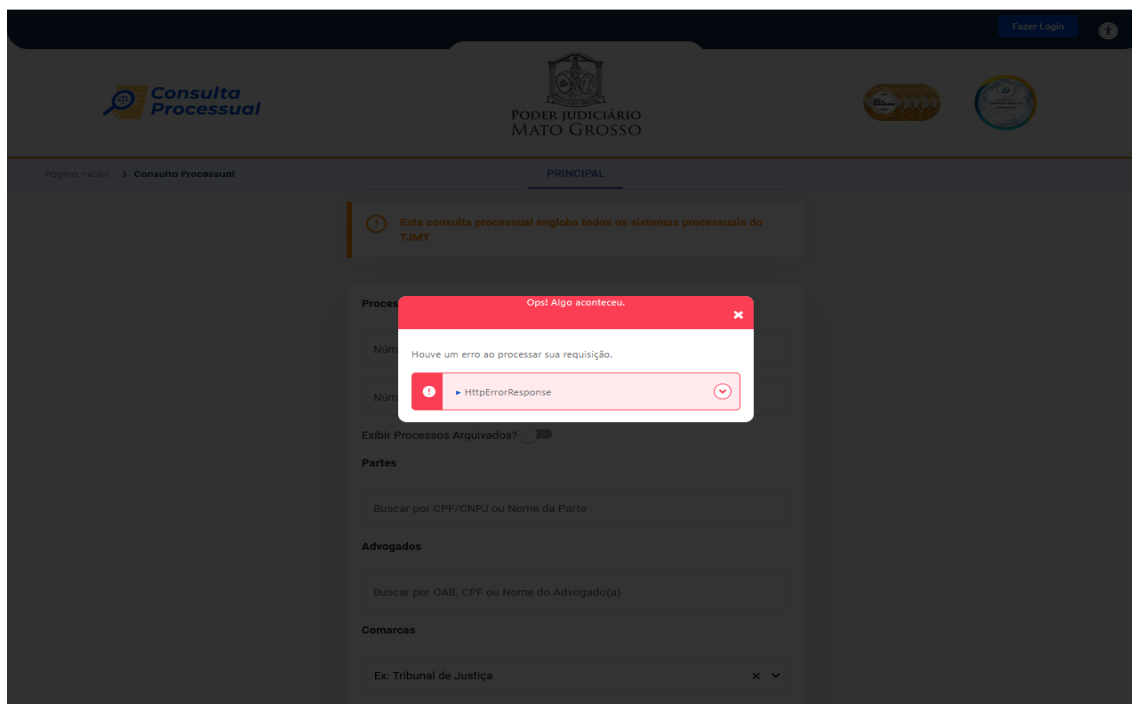 Fazer Login
Consulta
Processual
PODER JUDICIÁRIO
MATO GROSSO
Página Inicial > Consulta Processual
PRINCIPAL
Esta consulta processual engloba todos os sistemas processuais do
TJMT
Proces
Ops! Algo aconteceu.
Núm
Houve um erro ao processar sua requisição.
HttpErrorResponse
Núm
Exibir Processos Arquivados?
Partes
Buscar por CPF/CNPJ ou Nome da Parte
Advogados
Buscar por OAB, CPF ou Nome do Advogado(a)
Comarcas
Ex: Tribunal de Justiça